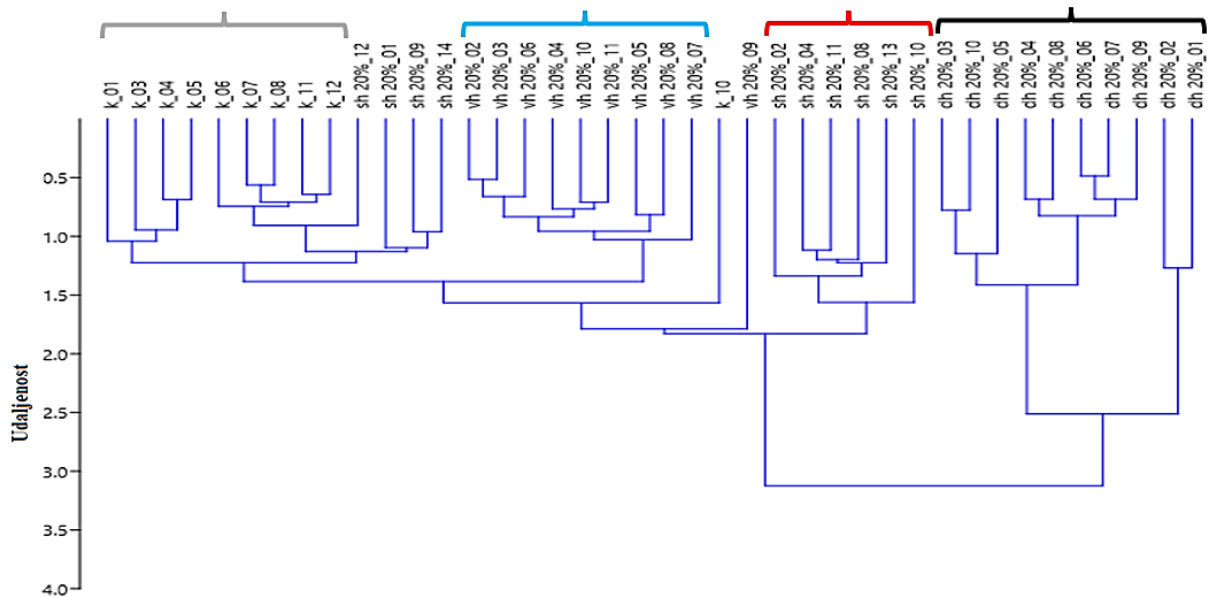 k_01
k_03
k_04
k_05
k_06
k_07
k_08
k_11
k_12
sh 20%_12
sh 20%_01
sh 20%_09
sh 20%_14
vh 20%_02
vh 20%_03
vh 20%_06
vh 20%_04
vh 20%_10
vh 20%_11
vh 20%_05
vh 20%_08
vh 20%_07
k_10
vh 20%_09
sh 20%_02
sh 20%_04
sh 20%_11
sh 20%_08
sh 20%_13
sh 20%_10
dh 20%_03
dh 20%_10
dh 20%_05
dh 20%_04
dh 20%_08
dh 20%_06
dh 20%_07
dh 20%_09
dh 20%_02
dh 20%_01
0.5
1.0
1.5
2.0
2.5
3.0
3.5
4.0
Udaljenost